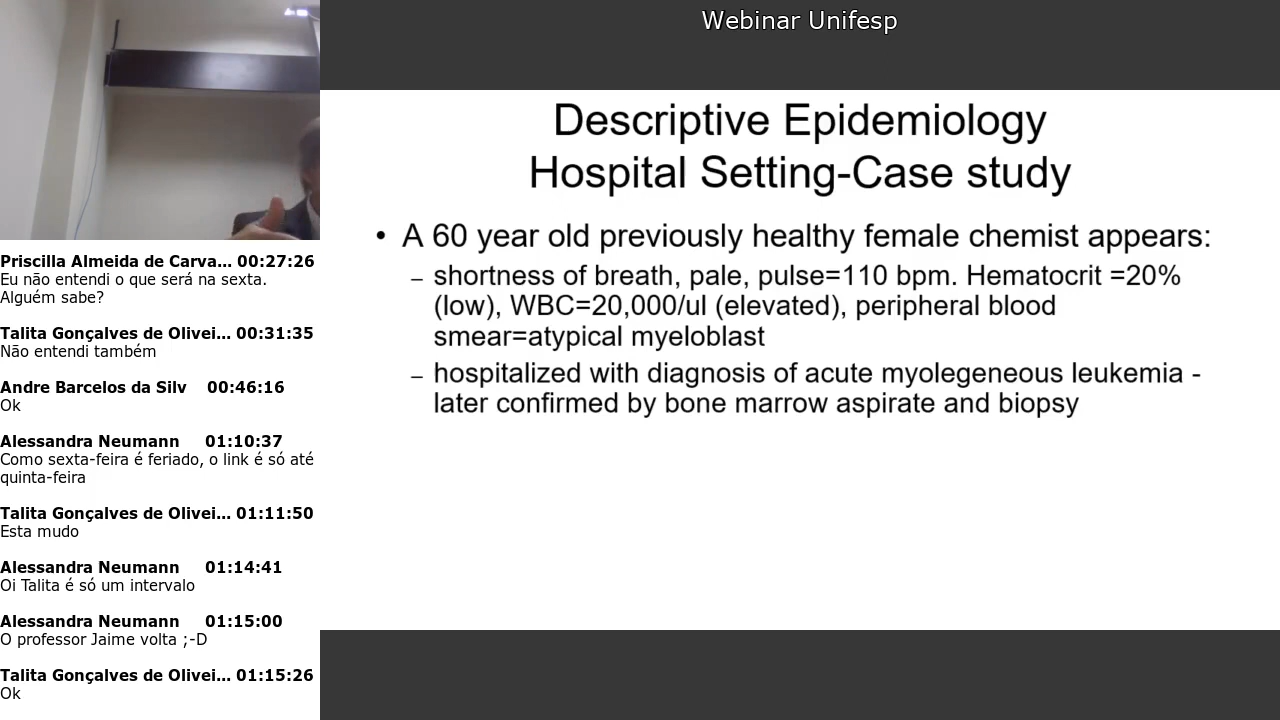 Webinar Unifesp
Descriptive Epidemiology
Hospital Setting-Case study
• A 60 year old previously healthy female chemist appears:
– shortness of breath, pale, pulse=110 bpm. Hematocrit =20%
(low), WBC=20,000/ul (elevated), peripheral blood
smear=atypical myeloblast
– hospitalized with diagnosis of acute myolegeneous leukemia -
later confirmed by bone marrow aspirate and biopsy
Priscilla Almeida de Carva... 00:27:26
Eu não entendi o que será na sexta.
Alguém sabe?
Talita Gonçalves de Olivei... 00:31:35
Não entendi também
Andre Barcelos da Silv 00:46:16
Ok
Alessandra Neumann 01:10:37
Como sexta-feira é feriado, o link é só até
quinta-feira
Talita Gonçalves de Olivei... 01:11:50
Esta mudo
Alessandra Neumann 01:14:41
Oi Talita é só um intervalo
Alessandra Neumann 01:15:00
O professor Jaime volta ;-D
Talita Gonçalves de Olivei... 01:15:26
Ok